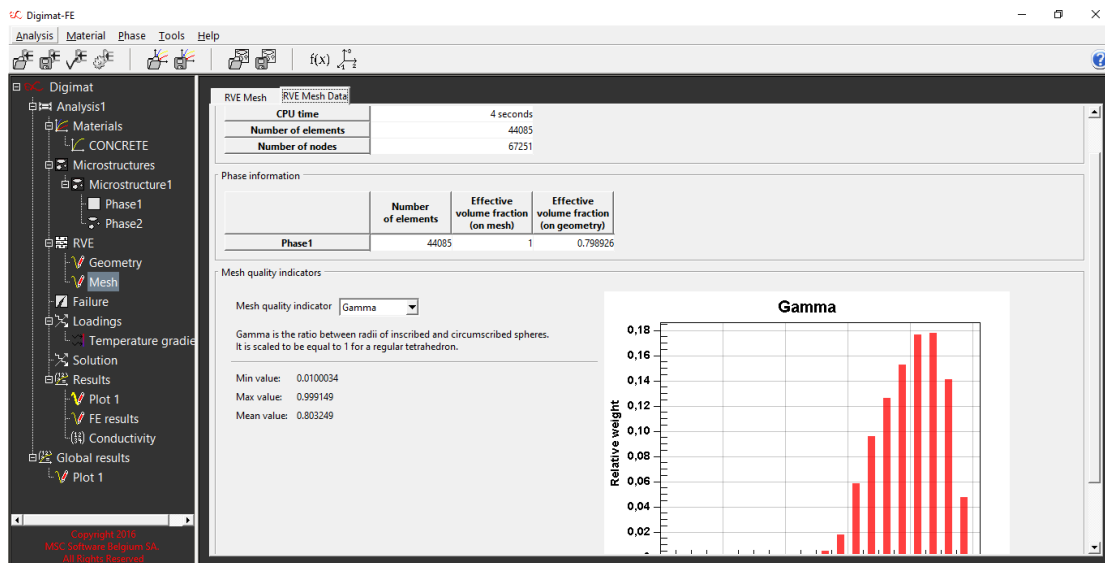 Digimat-FE
Analysis Material Phase Tools Help
f(x)
Digimat
Analysis1
Materials
CONCRETE
Microstructures
Microstructure1
Phase1
Phase2
RVE
Geometry
Mesh
Failure
Loadings
Temperature gradie
Solution
Results
Plot 1
FE results
Conductivity
Global results
Plot 1
Copyright 2016
MSC Software Belgium SA.
All Rights Reserved
RVE Mesh RVE Mesh Data
CPU time 4 seconds
Number of elements 44085
Number of nodes 67251
Phase information
Number of elements Effective volume fraction (on mesh) Effective volume fraction (on geometry)
Phase1 44085 1 0.798926
Mesh quality indicators
Mesh quality indicator Gamma
Gamma is the ratio between radii of inscribed and circumscribed spheres.
It is scaled to be equal to 1 for a regular tetrahedron.
Min value: 0.0100034
Max value: 0.999149
Mean value: 0.803249
Gamma
Relative weight
0,18
0,16
0,14
0,12
0,10
0,08
0,06
0,04
0,02